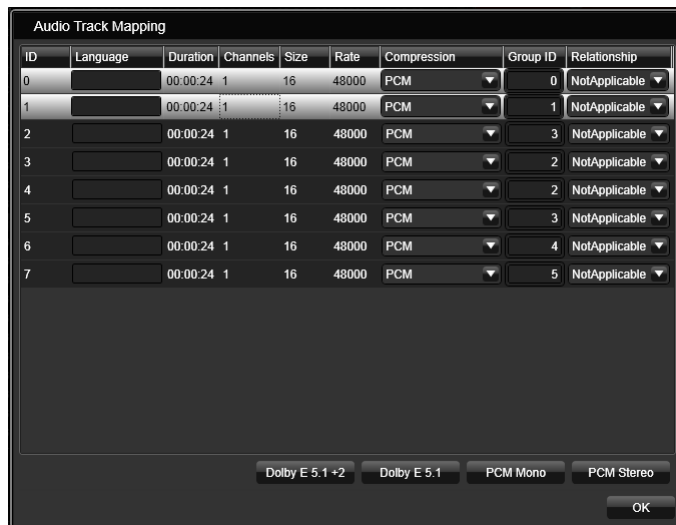 Audio Track Mapping
ID Language Duration Channels Size Rate Compression Group ID Relationship
0 00:00:24 1 16 48000 PCM 0 NotApplicable
1 00:00:24 1 16 48000 PCM 1 NotApplicable
2 00:00:24 1 16 48000 PCM 3 NotApplicable
3 00:00:24 1 16 48000 PCM 2 NotApplicable
4 00:00:24 1 16 48000 PCM 2 NotApplicable
5 00:00:24 1 16 48000 PCM 3 NotApplicable
6 00:00:24 1 16 48000 PCM 4 NotApplicable
7 00:00:24 1 16 48000 PCM 5 NotApplicable
Dolby E 5.1 +2 Dolby E 5.1 PCM Mono PCM Stereo
OK